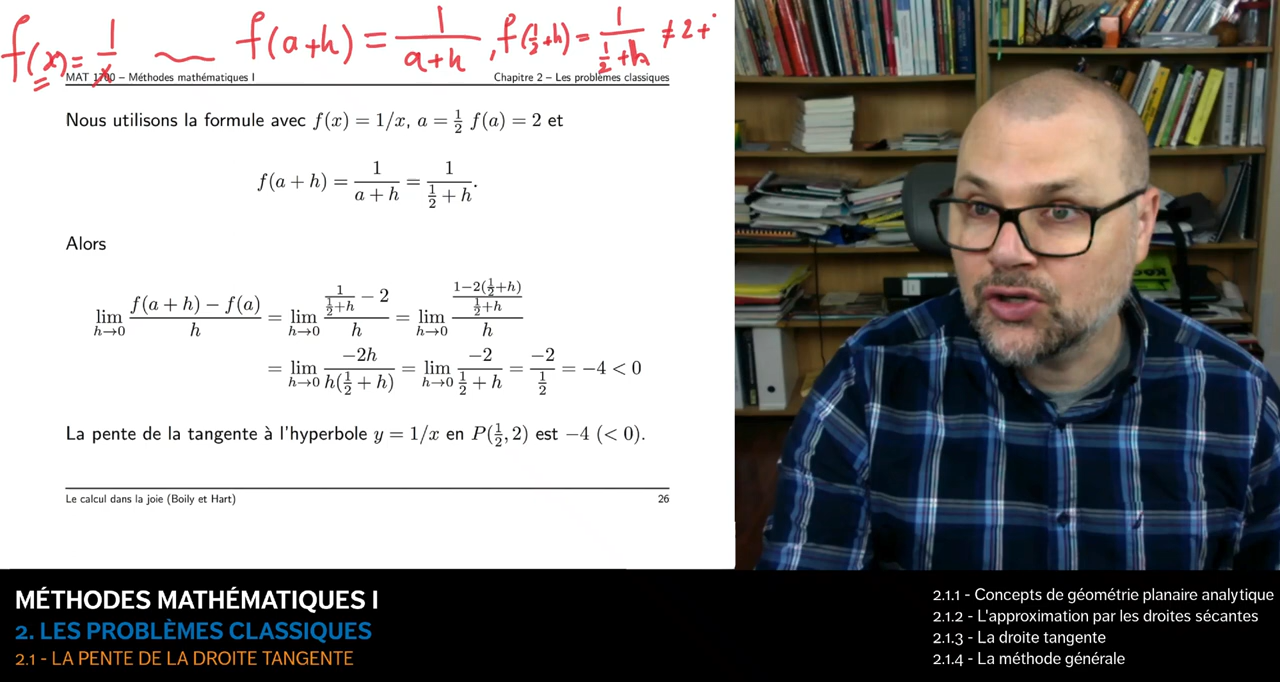 f(x) = 1/x ~ f(a+h) = 1/(a+h), f(1/2+h) = 1/(1/2+h) ≠ 2+
MAT 1700 – Méthodes mathématiques I Chapitre 2 – Les problèmes classiques
Nous utilisons la formule avec f(x) = 1/x, a = 1/2 f(a) = 2 et
f(a + h) = 1/(a + h) = 1/(1/2 + h).
Alors
lim h→0 (f(a + h) − f(a))/h = lim h→0 (1/(1/2+h) − 2)/h = lim h→0 ((1−2(1/2+h))/(1/2+h))/h
= lim h→0 −2h/(h(1/2 + h)) = lim h→0 −2/(1/2 + h) = −2/(1/2) = −4 < 0
La pente de la tangente à l'hyperbole y = 1/x en P(1/2, 2) est −4 (< 0).
Le calcul dans la joie (Boily et Hart) 26
MÉTHODES MATHÉMATIQUES I
2. LES PROBLÈMES CLASSIQUES
2.1 - LA PENTE DE LA DROITE TANGENTE
2.1.1 - Concepts de géométrie planaire analytique
2.1.2 - L'approximation par les droites sécantes
2.1.3 - La droite tangente
2.1.4 - La méthode générale